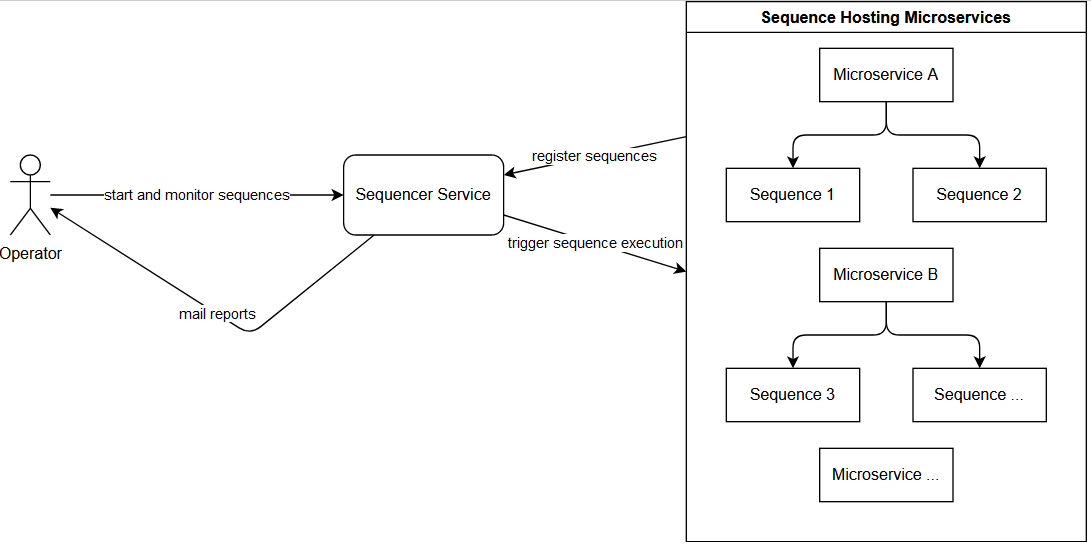 Sequence Hosting Microservices
Microservice A
register sequences
start and monitor sequences
Sequencer Service
Sequence 1
Sequence 2
Operator
trigger sequence execution
Microservice B
mail reports
Sequence 3
Sequence ...
Microservice ...